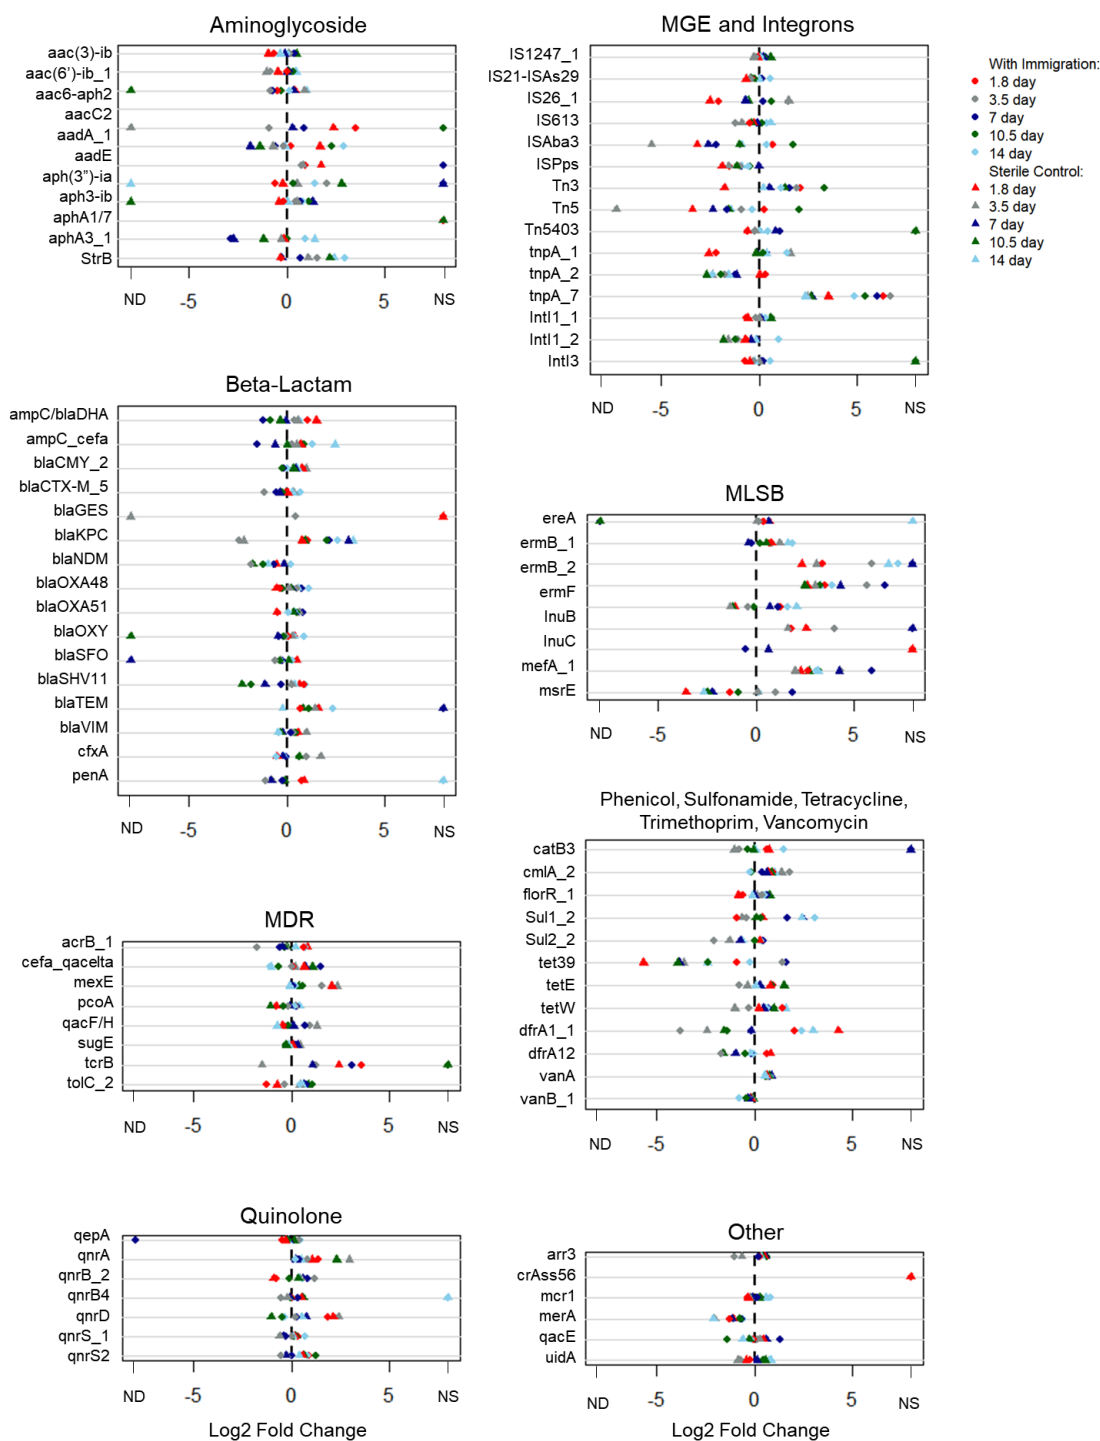 Aminoglycoside
aac(3)-ib
aac(6')-ib_1
aac6-aph2
aacC2
aadA_1
aadE
aph(3")-ia
aph3-ib
aphA1/7
aphA3_1
StrB
ND
-5
0
5
NS
Beta-Lactam
ampC/blaDHA
ampC_cefa
blaCMY_2
blaCTX-M_5
blaGES
blaKPC
blaNDM
blaOXA48
blaOXA51
blaOXY
blaSFO
blaSHV11
blaTEM
blaVIM
cfxA
penA
ND
-5
0
5
NS
MDR
acrB_1
cefa_qacelta
mexE
pcoA
qacF/H
sugE
tcrB
tolC_2
ND
-5
0
5
NS
Quinolone
qepA
qnrA
qnrB_2
qnrB4
qnrD
qnrS_1
qnrS2
ND
-5
0
5
NS
Log2 Fold Change
MGE and Integrons
IS1247_1
IS21-ISAs29
IS26_1
IS613
ISAba3
ISPps
Tn3
Tn5
Tn5403
tnpA_1
tnpA_2
tnpA_7
IntI1_1
IntI1_2
IntI3
ND
-5
0
5
NS
MLSB
ereA
ermB_1
ermB_2
ermF
lnuB
lnuC
mefA_1
msrE
-5
0
5
ND
NS
Phenicol, Sulfonamide, Tetracycline,
Trimethoprim, Vancomycin
catB3
cmlA_2
florR_1
Sul1_2
Sul2_2
tet39
tetE
tetW
dfrA1_1
dfrA12
vanA
vanB_1
ND
-5
0
5
NS
Other
arr3
crAss56
mcr1
merA
qacE
uidA
ND
-5
0
5
NS
Log2 Fold Change
With Immigration:
1.8 day
3.5 day
7 day
10.5 day
14 day
Sterile Control:
1.8 day
3.5 day
7 day
10.5 day
14 day